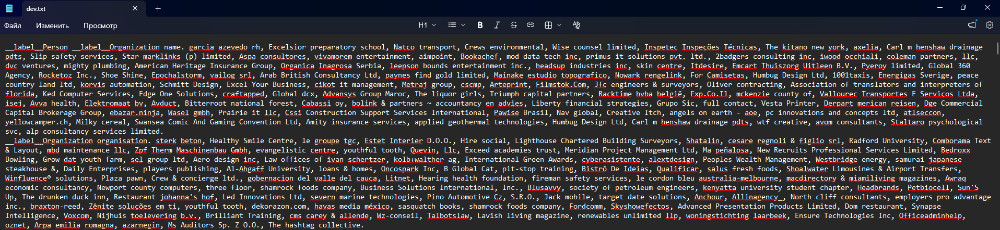 dev.txt
Файл Изменить Просмотр H1 B I S
__label__Person __label__Organization name. garcia azevedo rh, Excelsior preparatory school, Natco transport, Crews environmental, Wise counsel limited, Inspetec Inspeções Técnicas, The kitano new york, axelia, Carl m henshaw drainage
pdts, Slip safety services, Star marklinks (p) limited, Aspa consultores, vivamorem entertainment, aimpoint, Bookachef, mod data tech inc, primus it solutions pvt. ltd., 2badgers consulting inc, iwood occhiali, coleman partners, llc,
dvc ventures, mighty plumbing, American Heritage Insurance Group, Organica Inagrosa Serbia, leepson bounds entertainment inc., headsup industries inc, skin centre, Itdesire, Emcart Thuiszorg Uitleen B.V., Pyeroy limited, Global 360
Agency, Rocketoz Inc., Shoe Shine, Epochalstorm, vailog srl, Arab British Consultancy Ltd, paynes find gold limited, Mainake estudio topografico, Nowark rengelink, For Camisetas, Humbug Design Ltd, 1001taxis, Energigas Sverige, peace
country land ltd, korvis automation, Schmitt Design, Excel Your Business, cikot it management, Metraj group, cscmp, Arteprint, Filmstok.Com, Jfc engineers & surveyors, Oliver contracting, Association of translators and interpreters of
florida, Ked Computer Services, Edge One Solutions, craftapped, Global dcx, Advansys Group Maroc, The liquor girls, Triumph capital partners, Racktime bvba belgië, Fxp.Co.Il, mckenzie county of, Vallourec Transportes E Servicos Ltda,
isej, Avva health, Elektromaat bv, Avduct, Bitterroot national forest, Cabassi oy, bolink & partners ~ accountancy en advies, Liberty financial strategies, Grupo Sic, full contact, Vesta Printer, Derpart merican reisen, Dge Commercial
Capital Brokerage Group, ebazar.ninja, Wasel gmbh, Prairie it llc, Cssi Construction Support Services International, Pawise Brasil, Nav global, Creative Itch, angels on earth - aoe, pc innovations and concepts ltd, atlseccon,
yellowcamper.ch, Milky cereal, Swansea Comic And Gaming Convention Ltd, Amity insurance services, applied geothermal technologies, Humbug Design Ltd, Carl m henshaw drainage pdts, wtf creative, avom consultants, Staltaro psychological
svc, alp consultancy services limited.
__label__Organization organisation. sterk beton, Healthy Smile Centre, le groupe tgc, Estet Interier D.O.O., Hire social, Lighthouse Chartered Building Surveyors, Shatalin, cesare regnoli & figlio srl, Radford University, Comborama Text
& Layout, mbd maintenance llc, Zpf Therm Maschinenbau Gmbh, evangelistic centre, youthful tooth, Quevin, Llc, Exceed academies trust, Meridian Project Management Ltd, Ma peñalosa, New Recruits Professional Services Limited, Bedroxx
Bowling, Grow dat youth farm, sel group ltd, Aero design inc, Law offices of ivan schertzer, kolb+walther ag, International Green Awards, cyberasistente, alextdesign, Peoples Wealth Management, Westbridge energy, samurai japanese
steakhouse &, Daily Enterprises, players publishing, Al-Ahgaff University, loans & homes, Oncospark Inc, B Global Cat, pit-stop training, Bistrô De Ideias, Qualificar, salus fresh foods, Shoalwater Limousines & Airport Transfers,
Winfluence® solutions, Plaza pawn, Crew & concierge ltd., gobernacion del valle del cauca, Litnet, Hearing health foundation, fireman safety services, le cordon bleu australia-melbourne, macdirectory & miamiliving magazines, Awraq
economic consultancy, Newport county computers, three floor, shamrock foods company, Business Solutions International, Inc., Blusavvy, society of petroleum engineers, kenyatta university student chapter, Headbrands, Petbiocell, Sun'S
Up, The drunken duck inn, Restaurant johanna's hof, Led Innovations Ltd, severn marine technologies, Pino Automotive Cz, S.R.O., Jack mobile, target date solutions, Anchour, Allinagency_, North cliff consultants, employers pro advantage
inc., braxton-reed, Zênite soluções em ti, youthful tooth, dekorazon.com, havas media méxico, sasquatch books, shamrock foods company, Fordcomm, Skyshowefectos, Advanced Presentation Products Limited, Dom restaurant, Synapse
Intelligence, Voxcom, Nijhuis toelevering b.v., Brilliant Training, cms carey & allende, Wz-conseil, Talbotslaw, Lavish living magazine, renewables unlimited llp, woningstichting laarbeek, Ensure Technologies Inc, Officeadminhelp,
oznet, Arpa emilia romagna, azarnegin, Ms Auditors Sp. Z O.O., The hashtag collective.